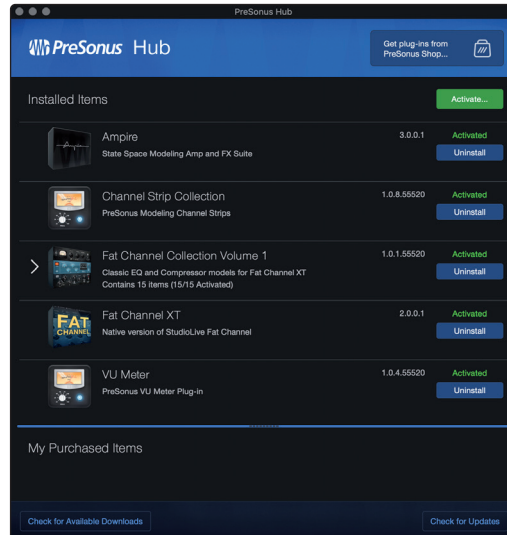 PreSonus Hub
PreSonus Hub
Get plug-ins from
PreSonus Shop...
Installed Items
Activate...
Ampire
State Space Modeling Amp and FX Suite
3.0.0.1
Activated
Uninstall
Channel Strip Collection
PreSonus Modeling Channel Strips
1.0.8.55520
Activated
Uninstall
Fat Channel Collection Volume 1
Classic EQ and Compressor models for Fat Channel XT
Contains 15 items (15/15 Activated)
1.0.1.55520
Activated
Uninstall
FAT
CHANNEL
Fat Channel XT
Native version of StudioLive Fat Channel
2.0.0.1
Activated
Uninstall
VU Meter
PreSonus VU Meter Plug-in
1.0.4.55520
Activated
Uninstall
My Purchased Items
Check for Available Downloads
Check for Updates